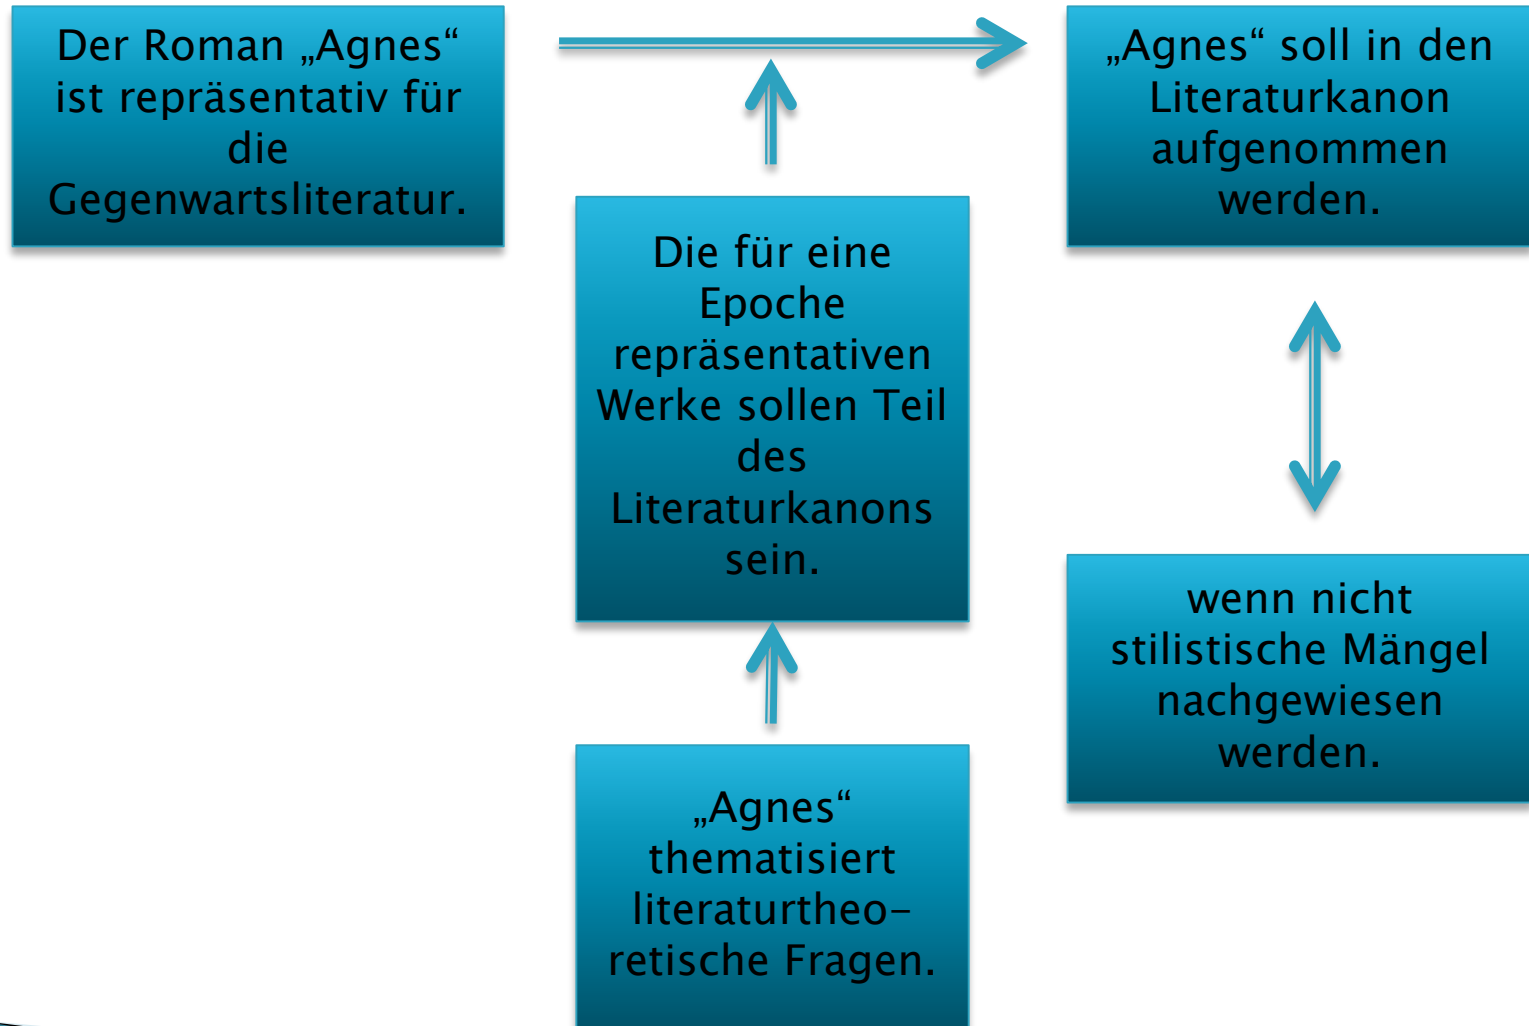 Der Roman „Agnes“
ist repräsentativ für
die
Gegenwartsliteratur.
„Agnes“ soll in den
Literaturkanon
aufgenommen
werden.
Die für eine
Epoche
repräsentativen
Werke sollen Teil
des
Literaturkanons
sein.
wenn nicht
stilistische Mängel
nachgewiesen
werden.
„Agnes“
thematisiert
literaturtheo-
retische Fragen.